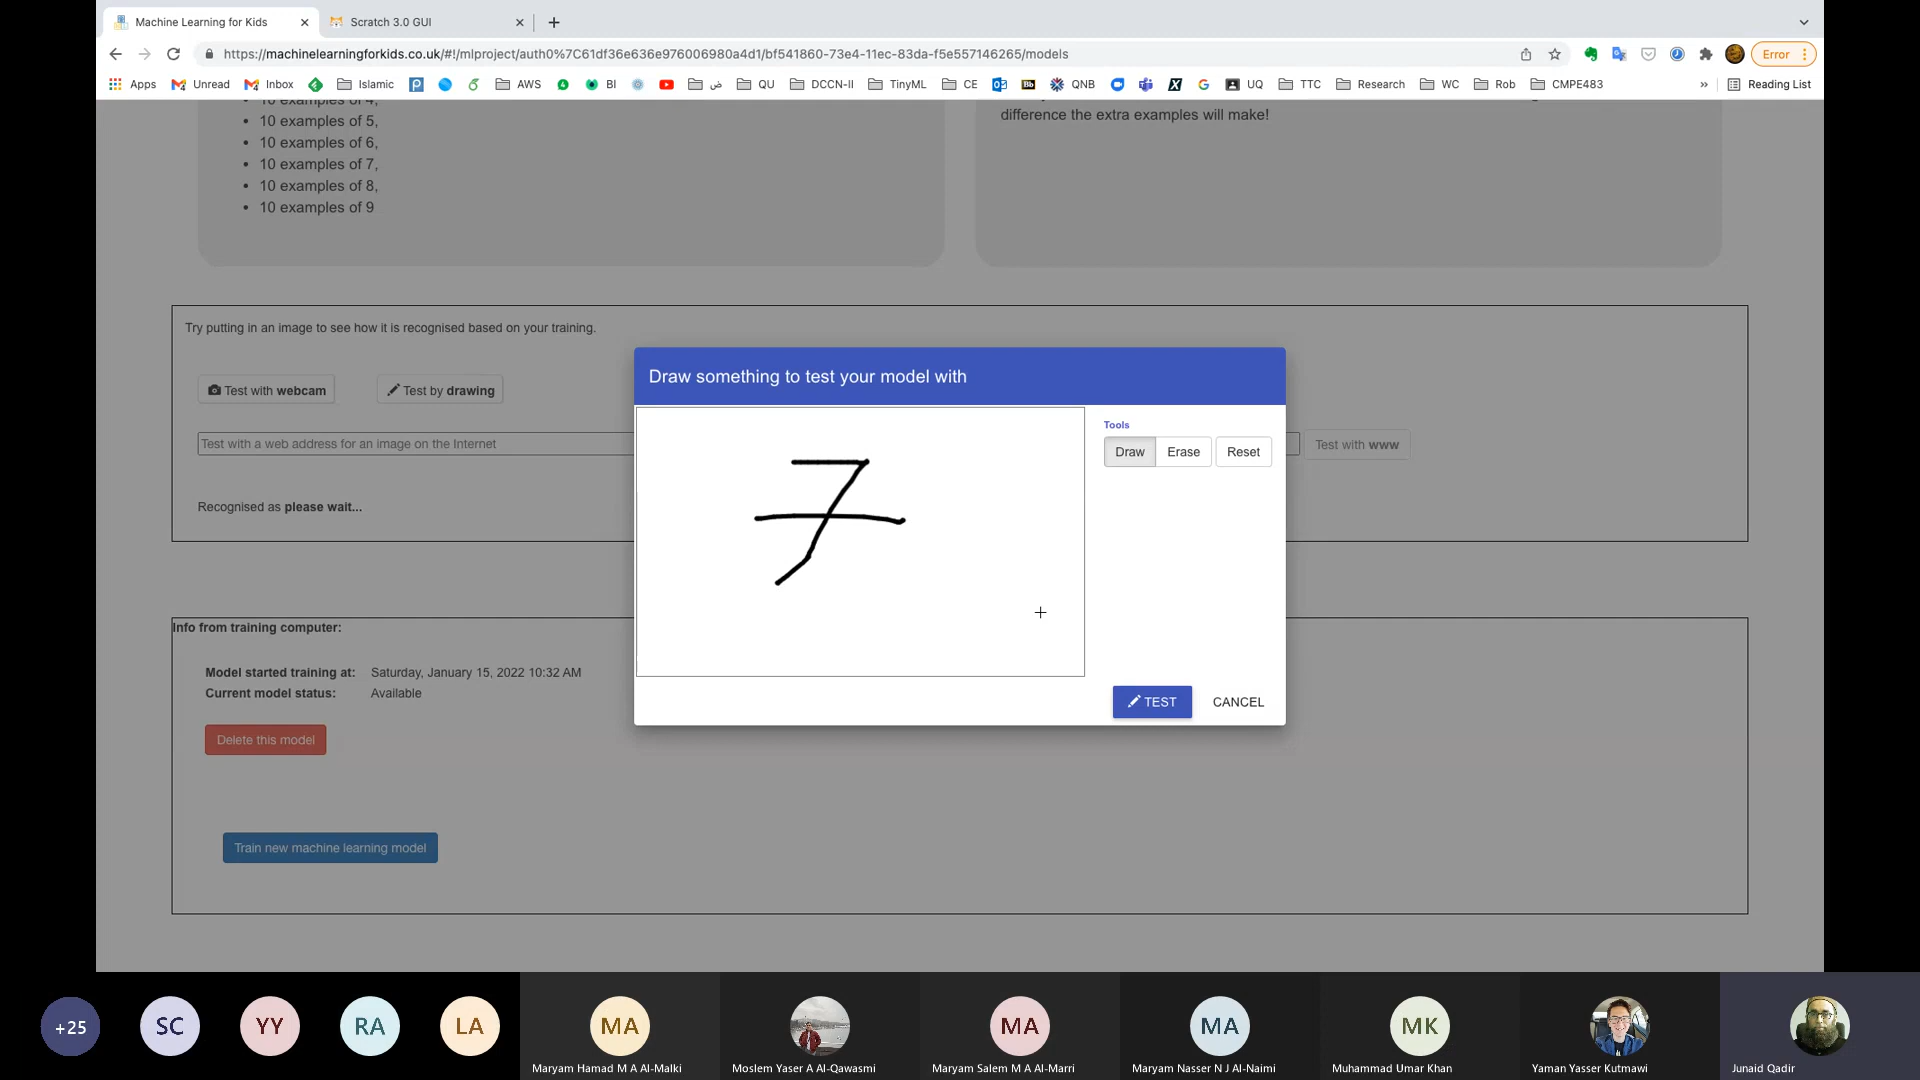 Machine Learning for Kids
Scratch 3.0 GUI
https://machinelearningforkids.co.uk/#!/mlproject/auth0%7C61df36e636e976006980a4d1/bf541860-73e4-11ec-83da-f5e557146265/models
Error
Apps Unread Inbox Islamic AWS BI ض QU DCCN-II TinyML CE Bb QNB UQ TTC Research WC Rob CMPE483 » Reading List
10 examples of 4,
10 examples of 5,
10 examples of 6,
10 examples of 7,
10 examples of 8,
10 examples of 9
difference the extra examples will make!
Try putting in an image to see how it is recognised based on your training.
Test with webcam
Test by drawing
Test with a web address for an image on the Internet
Test with www
Recognised as please wait...
Draw something to test your model with
Tools
Draw Erase Reset
7
TEST CANCEL
Info from training computer:
Model started training at: Saturday, January 15, 2022 10:32 AM
Current model status: Available
Delete this model
Train new machine learning model
+25 SC YY RA LA MA MA MA MK
Maryam Hamad M A Al-Malki
Moslem Yaser A Al-Qawasmi
Maryam Salem M A Al-Marri
Maryam Nasser N J Al-Naimi
Muhammad Umar Khan
Yaman Yasser Kutmawi
Junaid Qadir